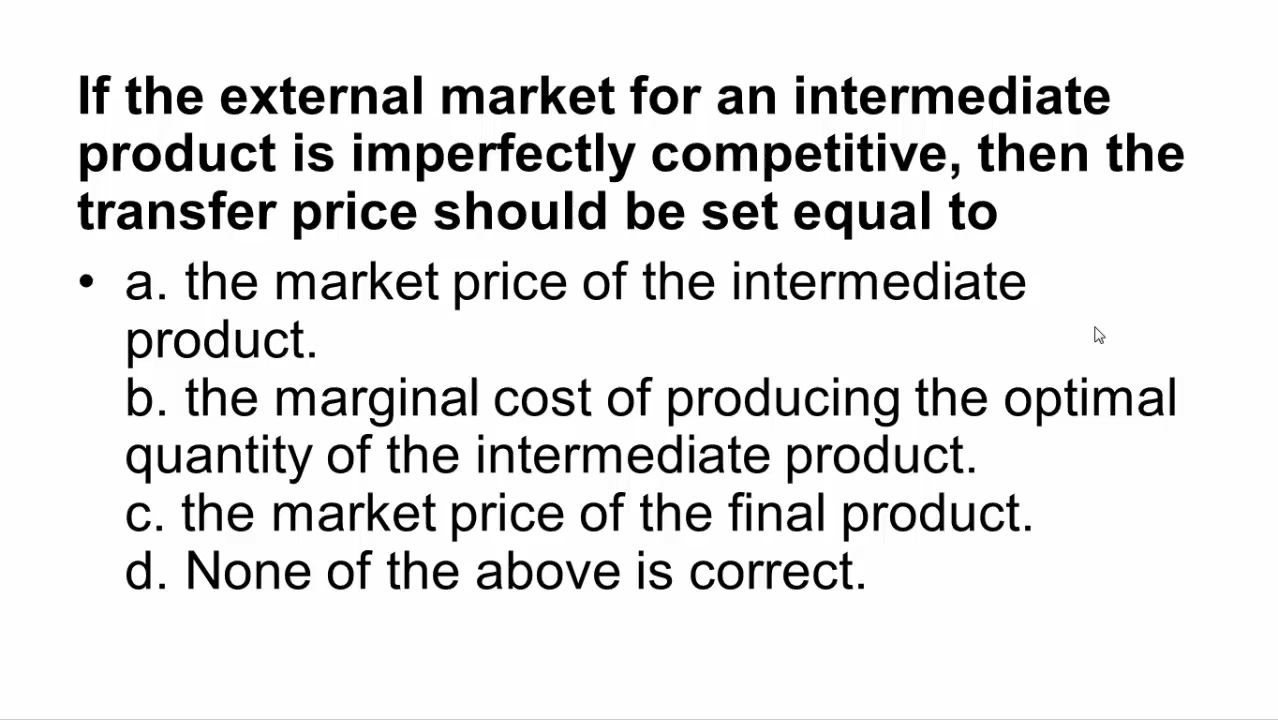 If the external market for an intermediate
product is imperfectly competitive, then the
transfer price should be set equal to
• a. the market price of the intermediate
product.
b. the marginal cost of producing the optimal
quantity of the intermediate product.
c. the market price of the final product.
d. None of the above is correct.